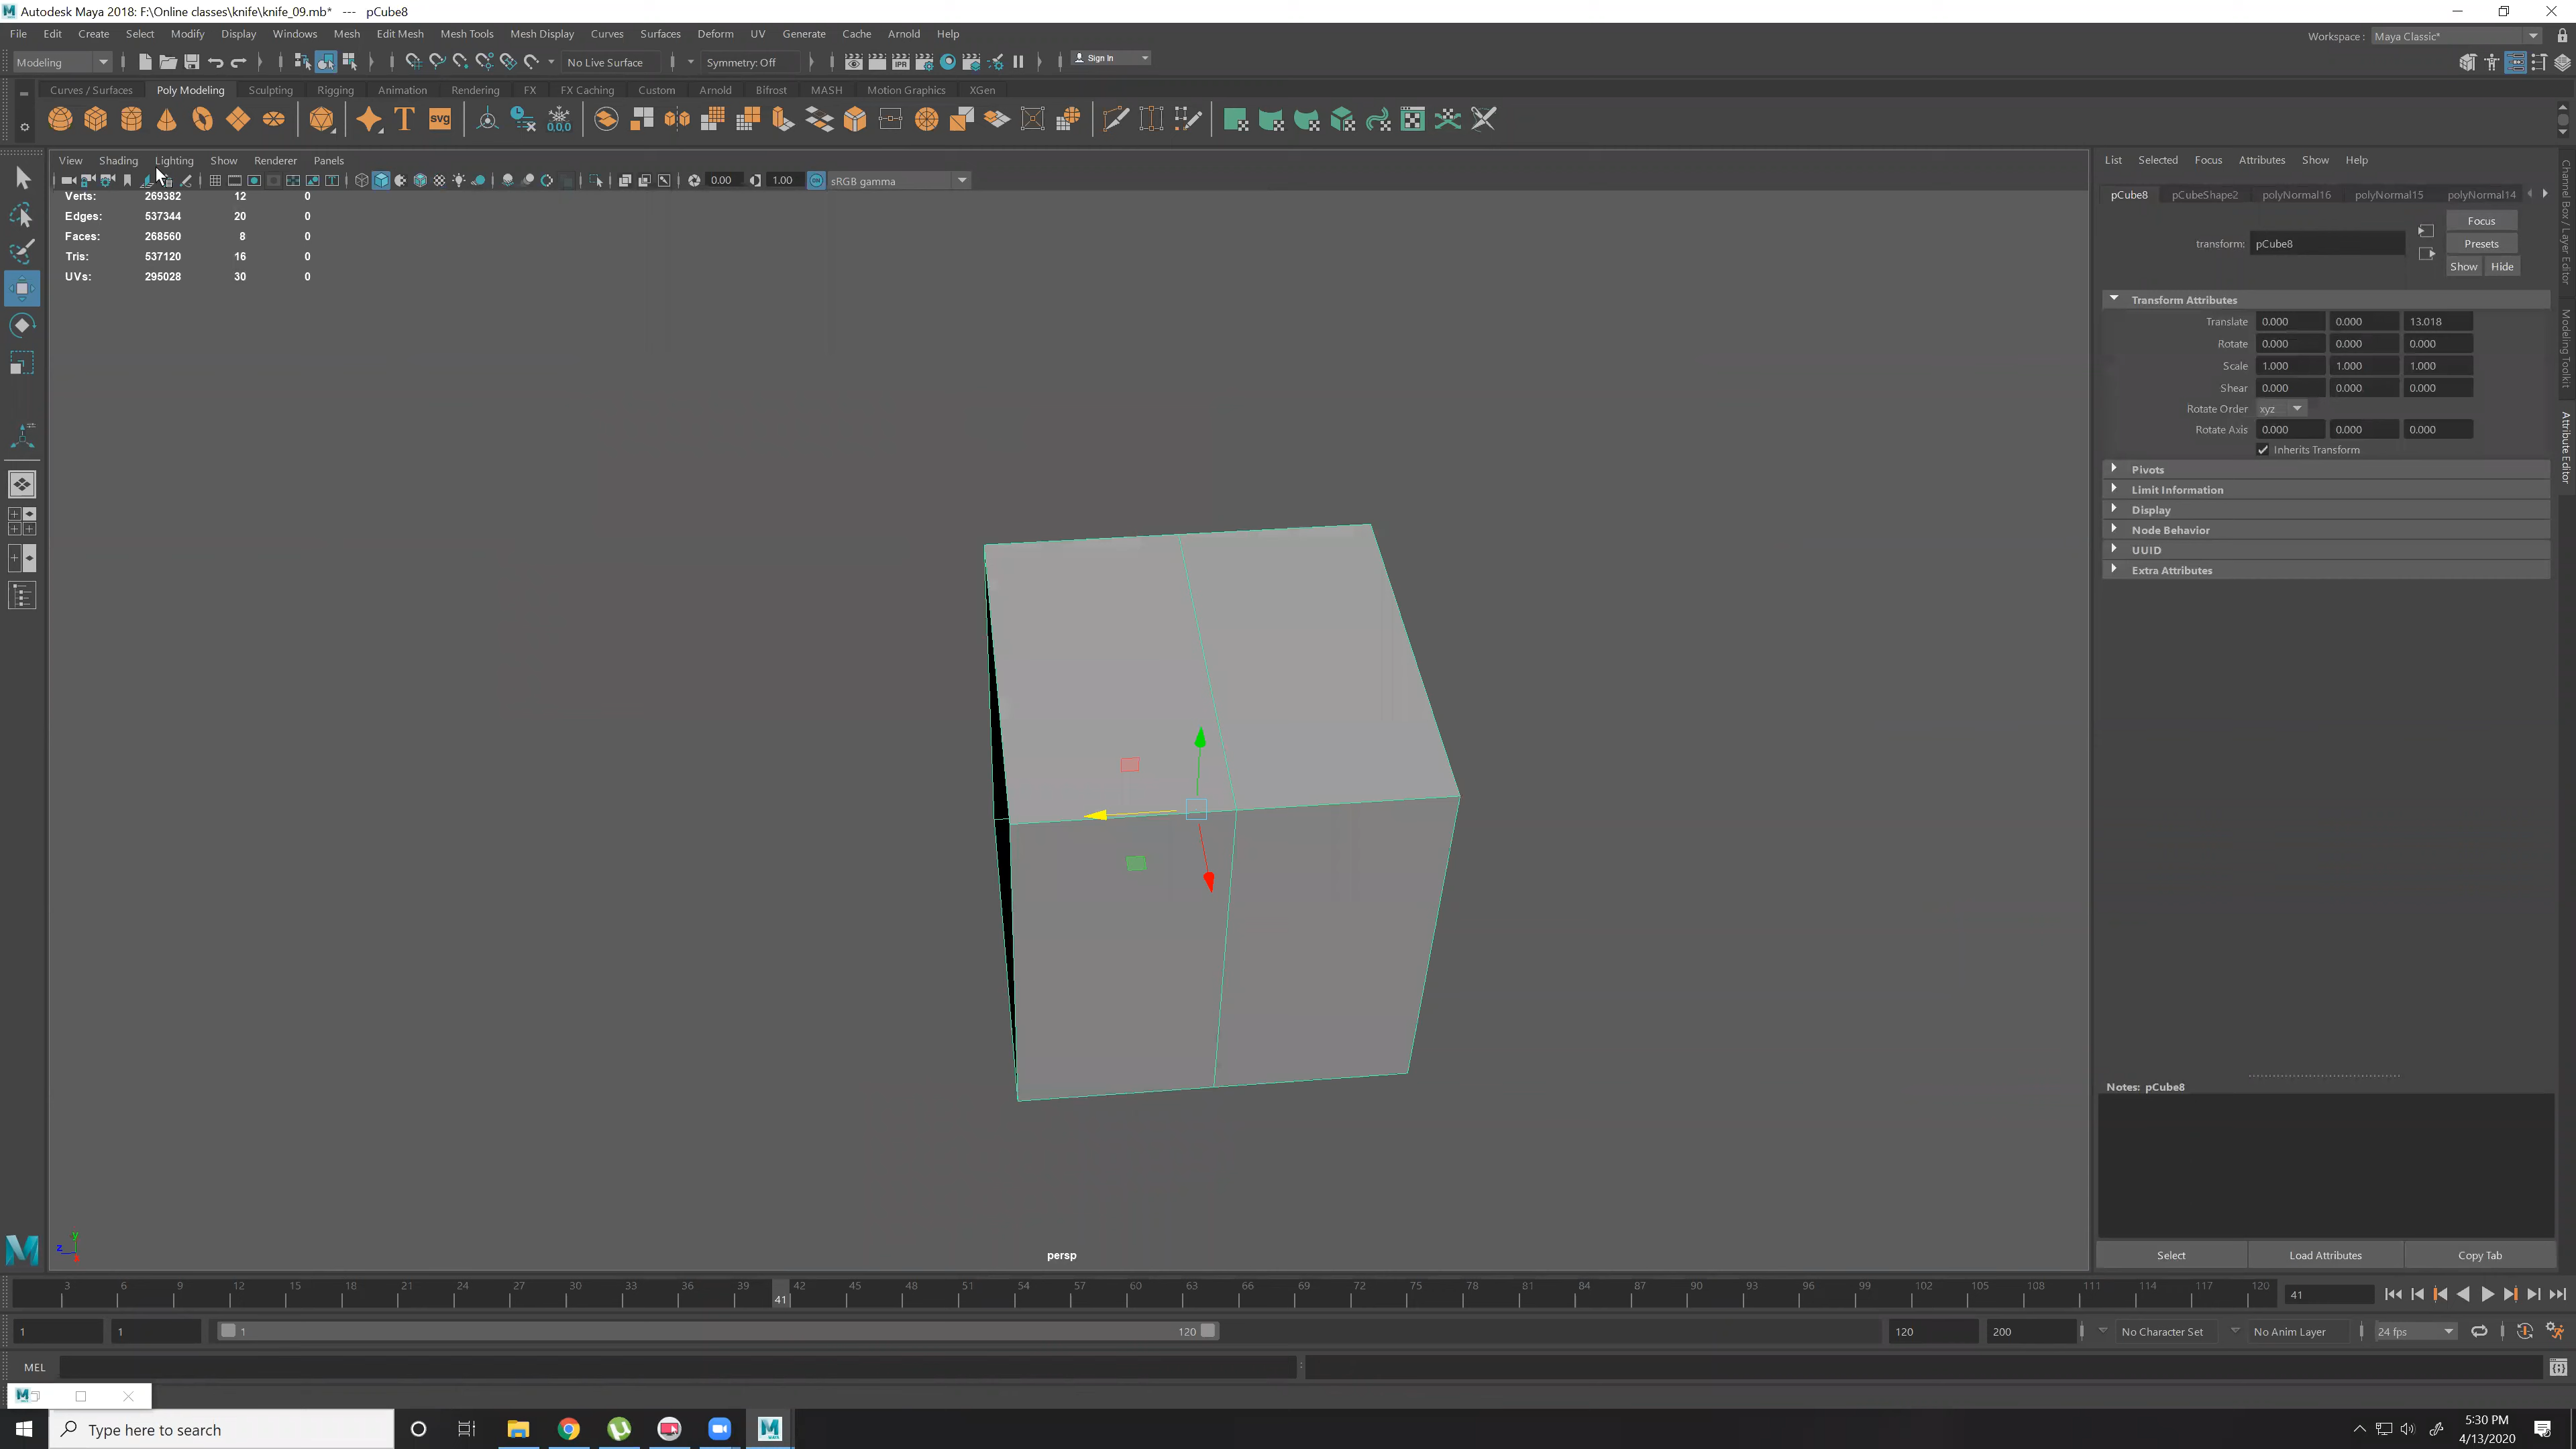 Autodesk Maya 2018: F:\Online classes\knife\knife_09.mb* --- pCube8
File Edit Create Select Modify Display Windows Mesh Edit Mesh Mesh Tools Mesh Display Curves Surfaces Deform UV Generate Cache Arnold Help
Workspace : Maya Classic*
Modeling No Live Surface Symmetry: Off Sign In
Curves / Surfaces Poly Modeling Sculpting Rigging Animation Rendering FX FX Caching Custom Arnold Bifrost MASH Motion Graphics XGen
View Shading Lighting Show Renderer Panels
0.00 1.00 sRGB gamma
Verts: 269382 12 0
Edges: 537344 20 0
Faces: 268560 8 0
Tris: 537120 16 0
UVs: 295028 30 0
persp
List Selected Focus Attributes Show Help
pCube8 pCubeShape2 polyNormal16 polyNormal15 polyNormal14
Focus
transform: pCube8
Presets
Show Hide
Transform Attributes
Translate 0.000 0.000 13.018
Rotate 0.000 0.000 0.000
Scale 1.000 1.000 1.000
Shear 0.000 0.000 0.000
Rotate Order xyz
Rotate Axis 0.000 0.000 0.000
Inherits Transform
Pivots
Limit Information
Display
Node Behavior
UUID
Extra Attributes
Notes: pCube8
Select Load Attributes Copy Tab
Channel Box / Layer Editor
Modeling Toolkit
Attribute Editor
3 6 9 12 15 18 21 24 27 30 33 36 39 42 45 48 51 54 57 60 63 66 69 72 75 78 81 84 87 90 93 96 99 102 105 108 111 114 117 120
41 41
1 1 1 120 120 200 No Character Set No Anim Layer 24 fps
MEL
Type here to search
5:30 PM
4/13/2020